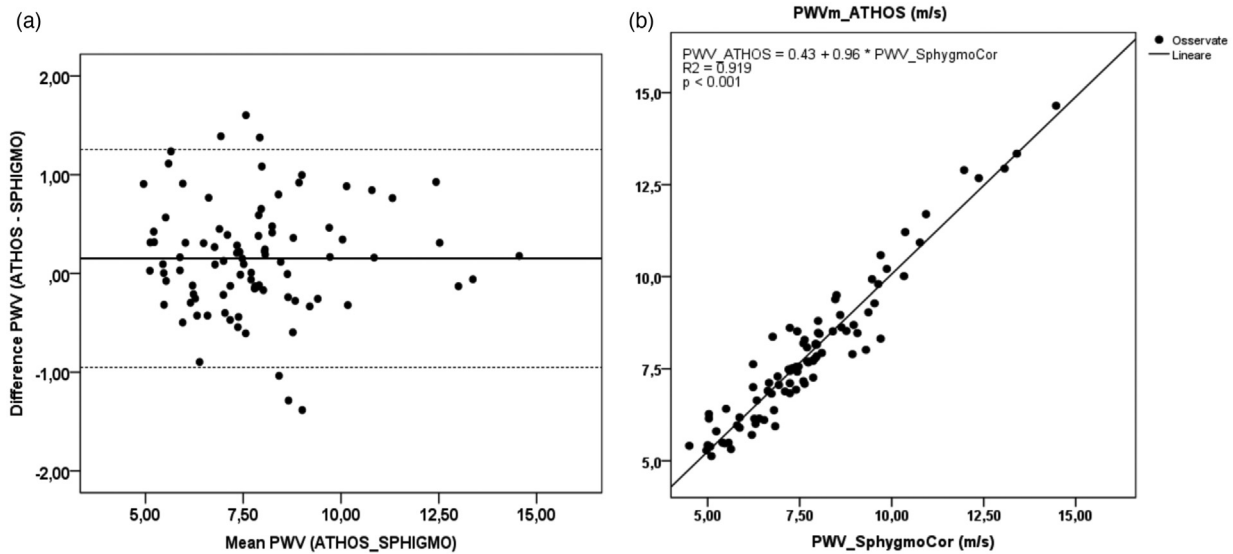 (a)
Difference PWV (ATHOS - SPHIGMO)
2,00
1,00
,00
-1,00
-2,00
5,00 7,50 10,00 12,50 15,00
Mean PWV (ATHOS_SPHIGMO)
(b)
PWVm_ATHOS (m/s)
PWV_ATHOS = 0.43 + 0.96 * PWV_SphygmoCor
R2 = 0.919
p < 0.001
Osservate
Lineare
15,0
12,5
10,0
7,5
5,0
5,00 7,50 10,00 12,50 15,00
PWV_SphygmoCor (m/s)